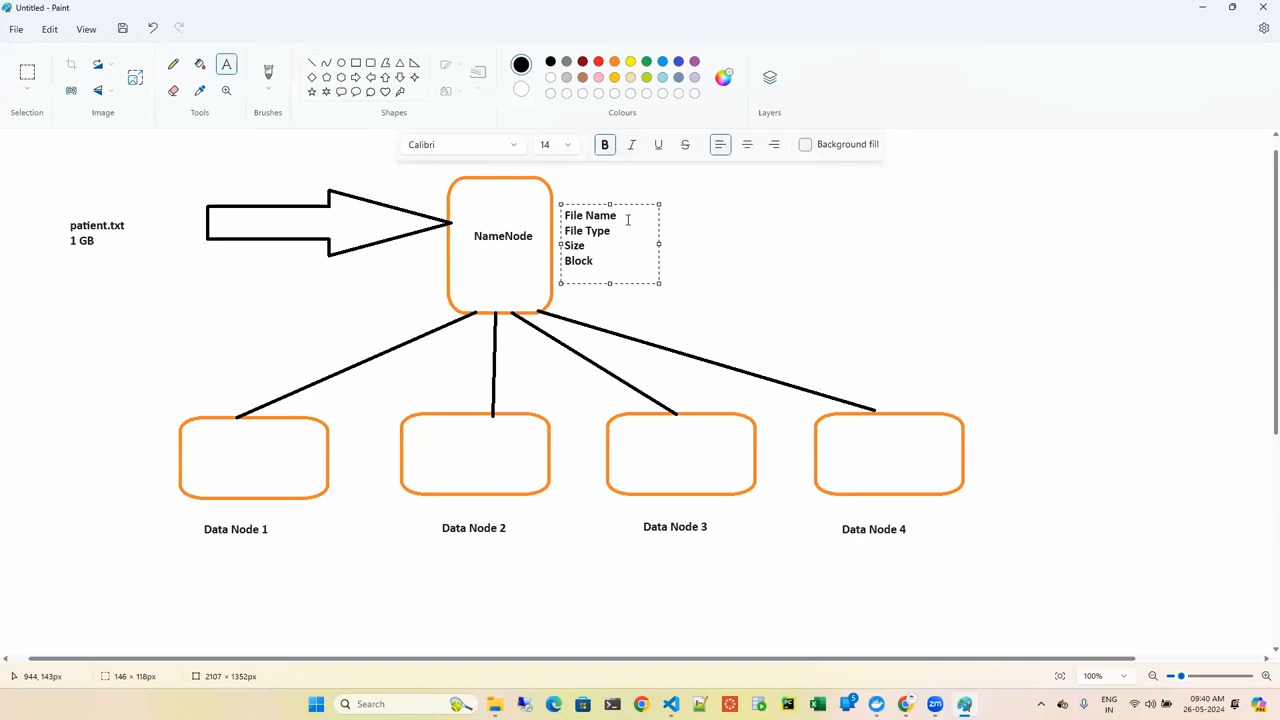 Untitled - Paint
File
Edit
View
Selection
Image
Tools
Brushes
Shapes
Colours
Layers
Calibri
14
B
I
U
S
Background fill
patient.txt
1 GB
NameNode
File Name
File Type
Size
Block
Data Node 1
Data Node 2
Data Node 3
Data Node 4
944, 143px
146 × 118px
2107 × 1352px
100%
Search
ENG
IN
09:40 AM
26-05-2024